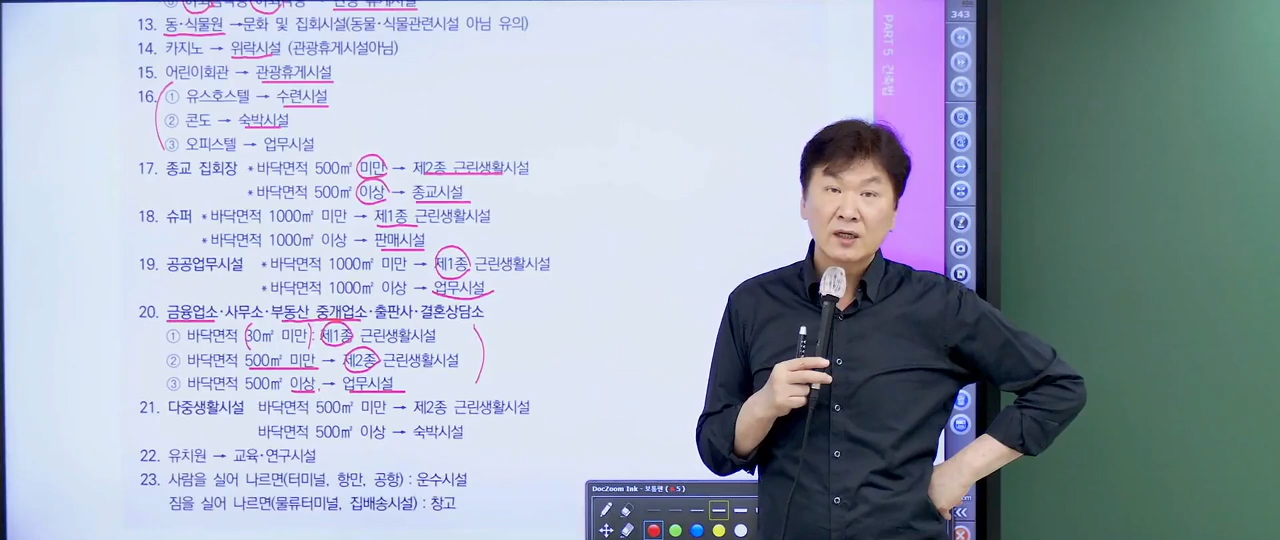 343
PART 5 건축법
13. 동·식물원 →문화 및 집회시설(동물·식물관련시설 아님 유의)
14. 카지노 → 위락시설 (관광휴게시설아님)
15. 어린이회관 → 관광휴게시설
16. ① 유스호스텔 → 수련시설
② 콘도 → 숙박시설
③ 오피스텔 → 업무시설
17. 종교 집회장 * 바닥면적 500㎡ 미만 → 제2종 근린생활시설
* 바닥면적 500㎡ 이상 → 종교시설
18. 슈퍼 * 바닥면적 1000㎡ 미만 → 제1종 근린생활시설
* 바닥면적 1000㎡ 이상 → 판매시설
19. 공공업무시설 * 바닥면적 1000㎡ 미만 → 제1종 근린생활시설
* 바닥면적 1000㎡ 이상 → 업무시설
20. 금융업소·사무소·부동산 중개업소·출판사·결혼상담소
① 바닥면적 30㎡ 미만 : 제1종 근린생활시설
② 바닥면적 500㎡ 미만 → 제2종 근린생활시설
③ 바닥면적 500㎡ 이상 → 업무시설
21. 다중생활시설 바닥면적 500㎡ 미만 → 제2종 근린생활시설
바닥면적 500㎡ 이상 → 숙박시설
22. 유치원 → 교육·연구시설
23. 사람을 실어 나르면(터미널, 항만, 공항) : 운수시설
짐을 실어 나르면(물류터미널, 집배송시설) : 창고
DocZoom Ink - 보통펜 ( 5 )